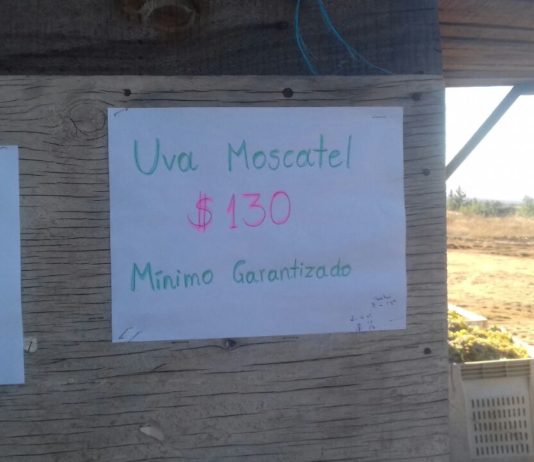 Uva Moscatel
$130
Mínimo Garantizado